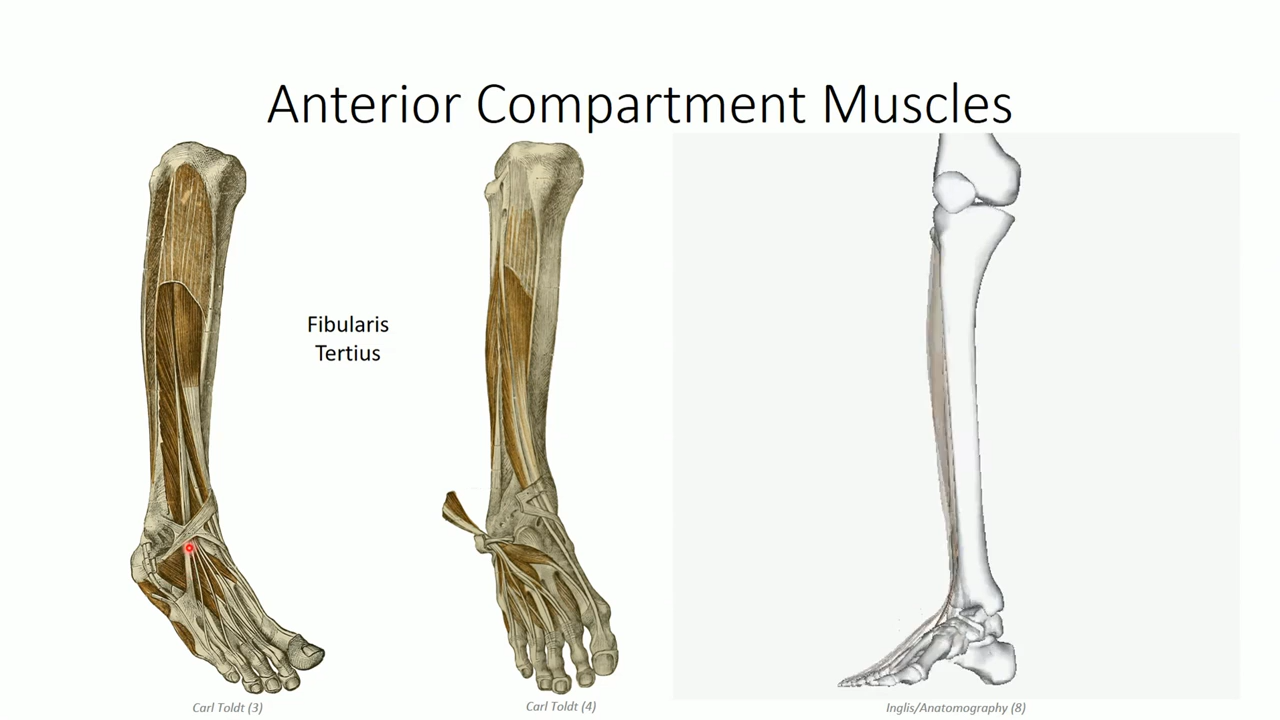 Anterior Compartment Muscles
Fibularis
Tertius
Carl Toldt (3)
Carl Toldt (4)
Inglis/Anatomography (8)